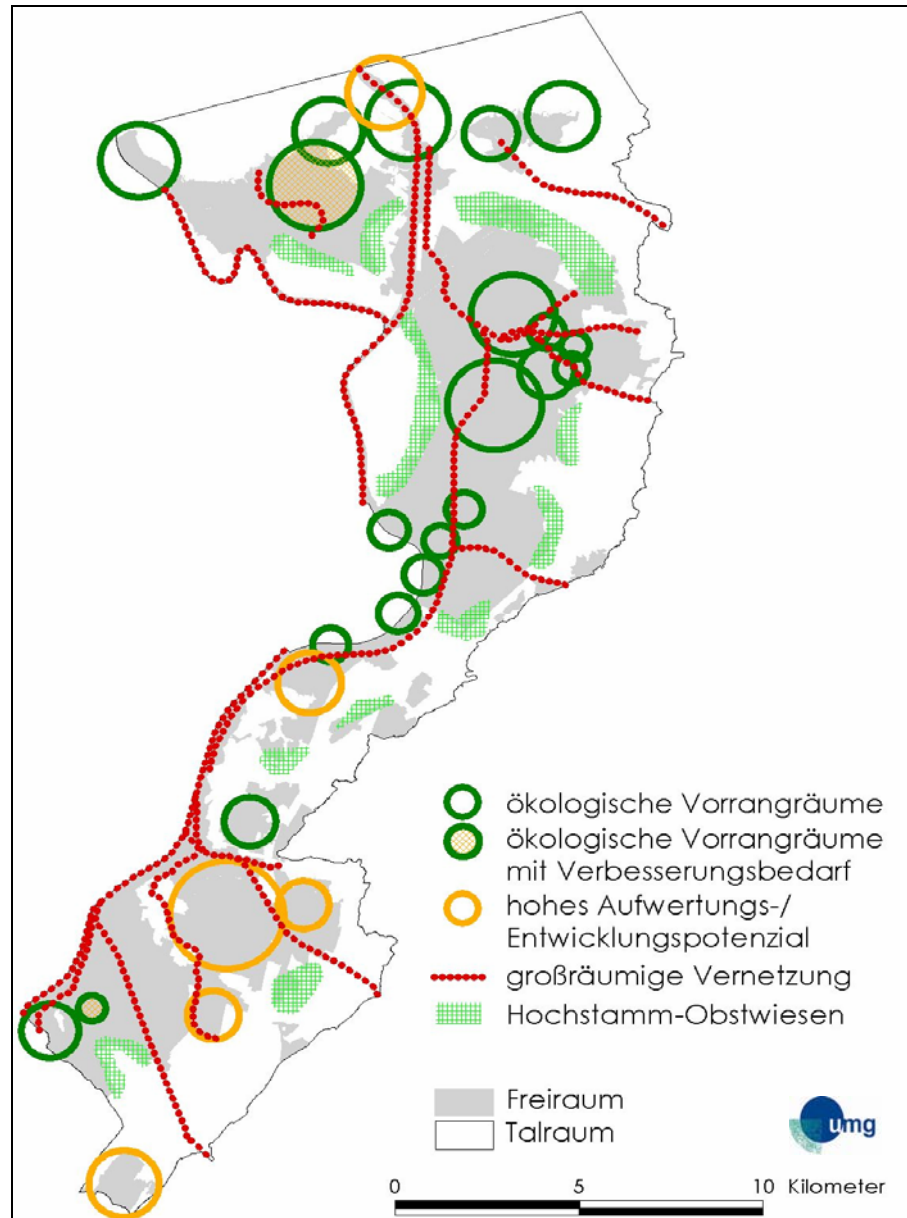 ökologische Vorrangräume
ökologische Vorrangräume
mit Verbesserungsbedarf
hohes Aufwertungs-/
Entwicklungspotenzial
großräumige Vernetzung
Hochstamm-Obstwiesen
Freiraum
Talraum
umg
0 5 10 Kilometer